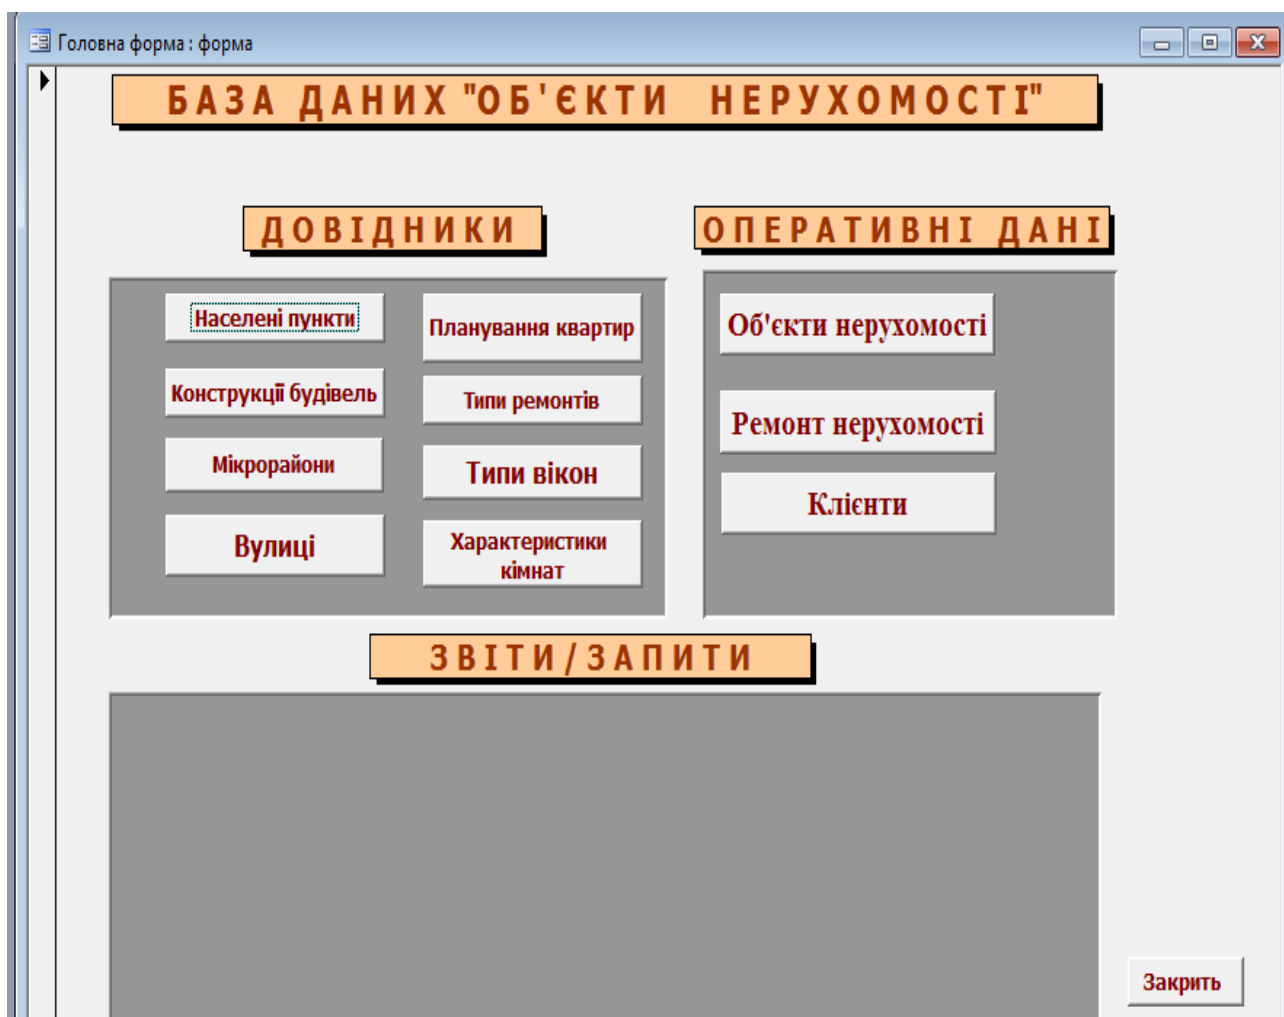 Головна форма : форма
БАЗА ДАНИХ "ОБ'ЄКТИ НЕРУХОМОСТІ"
ДОВІДНИКИ
Населені пункти
Конструкції будівель
Мікрорайони
Вулиці
Планування квартир
Типи ремонтів
Типи вікон
Характеристики
кімнат
ОПЕРАТИВНІ ДАНІ
Об'єкти нерухомості
Ремонт нерухомості
Клієнти
ЗВІТИ/ЗАПИТИ
Закрить